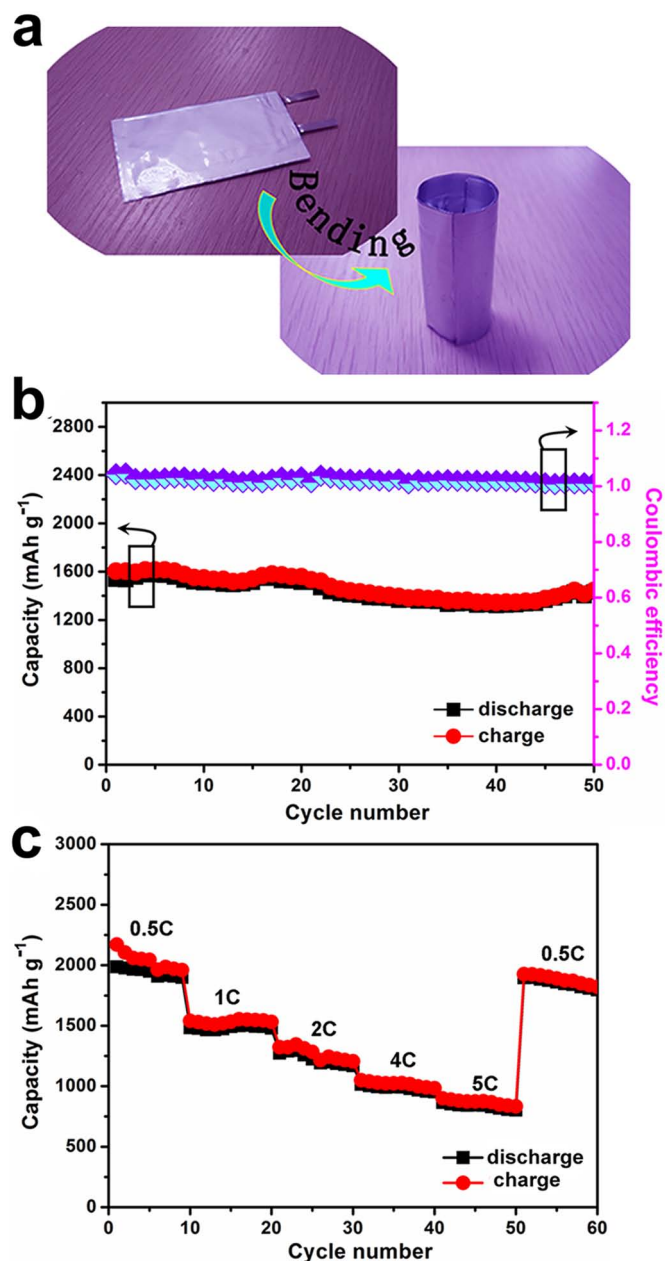 a
Bending
b
2800
2400
2000
1600
1200
800
400
0
Capacity (mAh g⁻¹)
1.2
1.0
0.8
0.6
0.4
0.2
0.0
Coulombic efficiency
discharge
charge
0 10 20 30 40 50
Cycle number
c
3000
2500
2000
1500
1000
500
0
Capacity (mAh g⁻¹)
0.5C
1C
2C
4C
5C
0.5C
discharge
charge
0 10 20 30 40 50 60
Cycle number